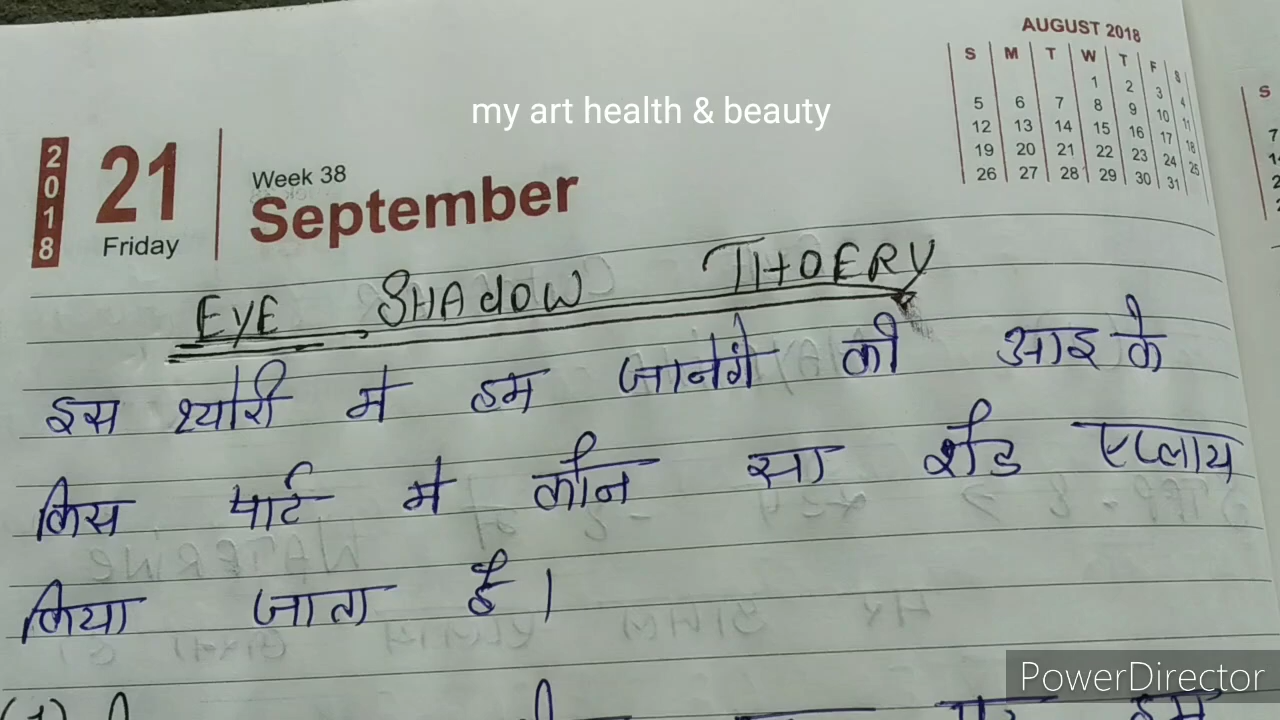 AUGUST 2018
S M T W T F S
1 2 3 4
5 6 7 8 9 10 11
12 13 14 15 16 17 18
19 20 21 22 23 24 25
26 27 28 29 30 31
my art health & beauty
2018
21
Friday
Week 38
September
EYE SHAdOW THOERY
इस थ्योरी मे हम जानेगे की आइ के
किस पार्ट मे कौन सा शैड एप्लाय
किया जाता है।
(1)
PowerDirector